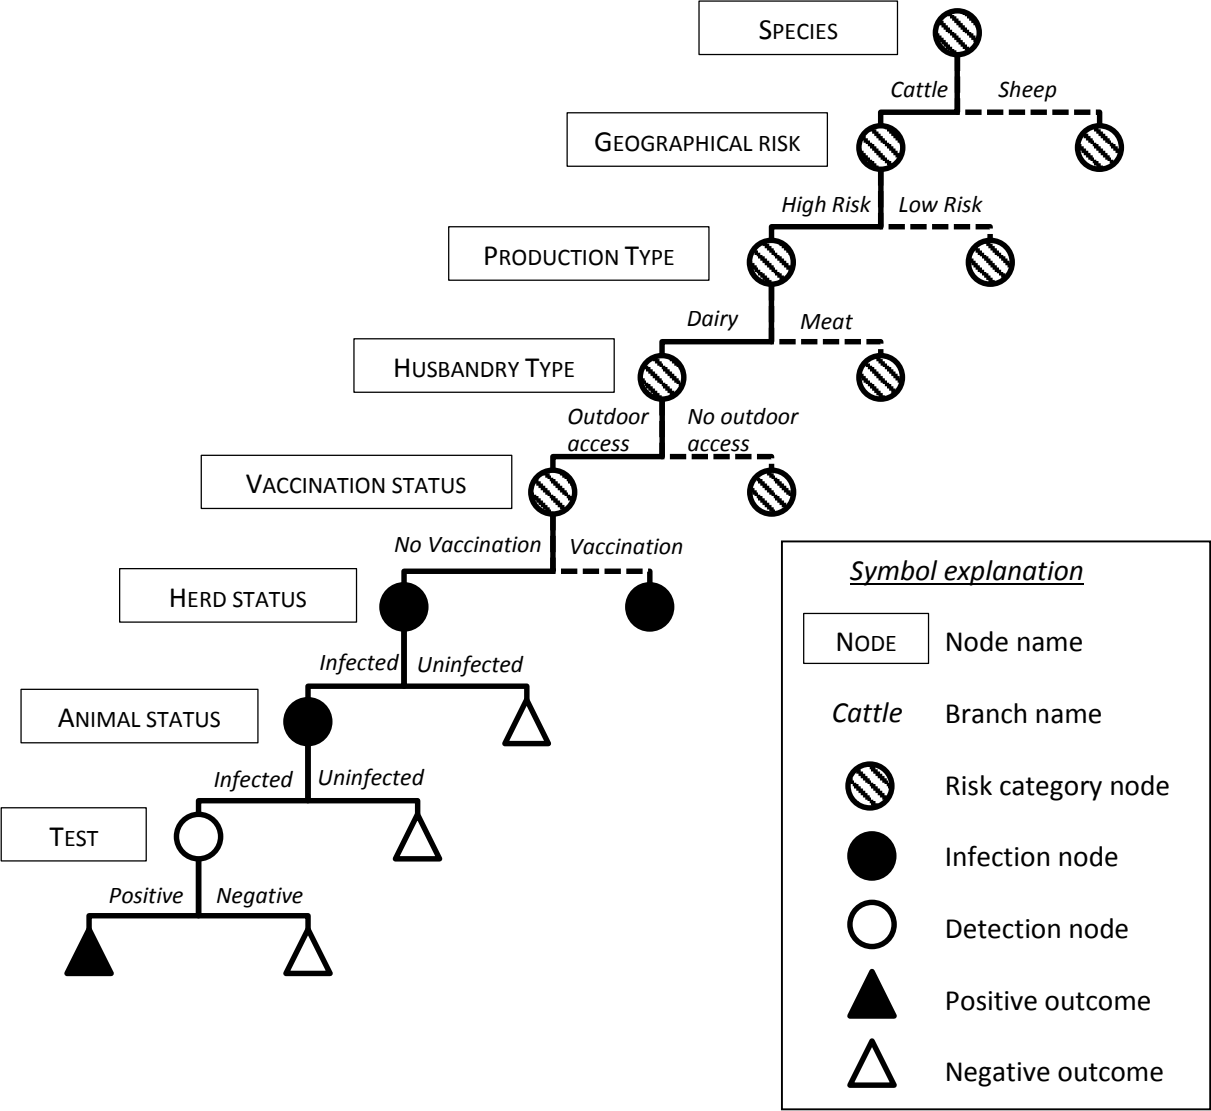 SPECIES
Cattle Sheep
GEOGRAPHICAL RISK
High Risk Low Risk
PRODUCTION TYPE
Dairy Meat
HUSBANDRY TYPE
Outdoor access
No outdoor access
VACCINATION STATUS
No Vaccination Vaccination
HERD STATUS
Infected Uninfected
ANIMAL STATUS
Infected Uninfected
TEST
Positive Negative
Symbol explanation
NODE Node name
Cattle Branch name
Risk category node
Infection node
Detection node
Positive outcome
Negative outcome